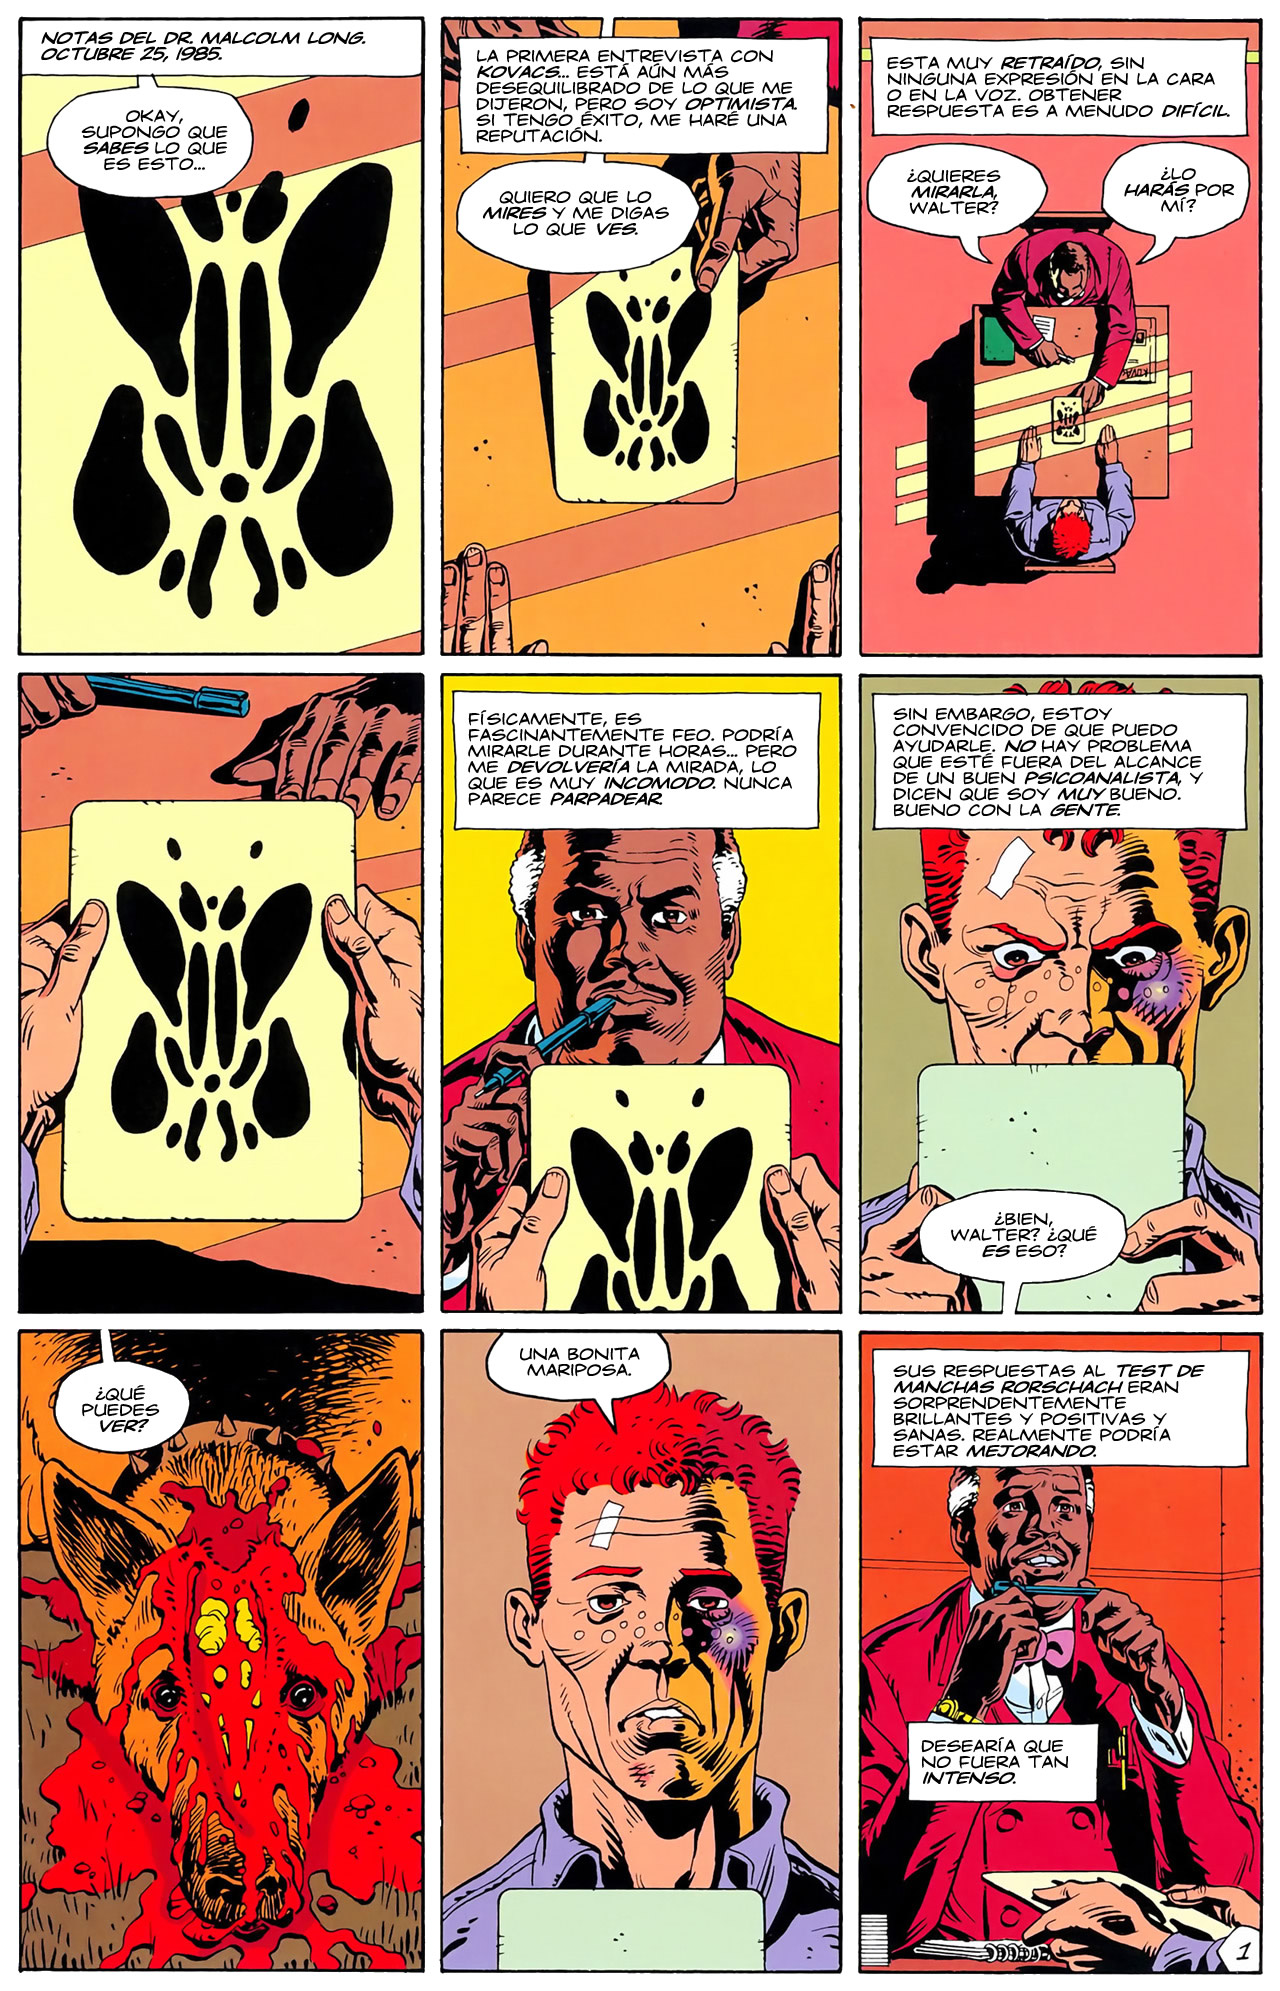 NOTAS DEL DR. MALCOLM LONG.
OCTUBRE 25, 1985.
OKAY,
SUPONGO QUE
SABES LO QUE
ES ESTO...
LA PRIMERA ENTREVISTA CON
KOVACS... ESTÁ AÚN MÁS
DESEQUILIBRADO DE LO QUE ME
DIJERON, PERO SOY OPTIMISTA.
SI TENGO ÉXITO, ME HARÉ UNA
REPUTACIÓN.
QUIERO QUE LO
MIRES Y ME DIGAS
LO QUE VES.
ESTA MUY RETRAÍDO, SIN
NINGUNA EXPRESIÓN EN LA CARA
O EN LA VOZ. OBTENER
RESPUESTA ES A MENUDO DIFÍCIL.
¿QUIERES
MIRARLA,
WALTER?
¿LO
HARÁS POR
MÍ?
FÍSICAMENTE, ES
FASCINANTEMENTE FEO. PODRÍA
MIRARLE DURANTE HORAS... PERO
ME DEVOLVERÍA LA MIRADA, LO
QUE ES MUY INCOMODO. NUNCA
PARECE PARPADEAR.
SIN EMBARGO, ESTOY
CONVENCIDO DE QUE PUEDO
AYUDARLE. NO HAY PROBLEMA
QUE ESTÉ FUERA DEL ALCANCE
DE UN BUEN PSICOANALISTA, Y
DICEN QUE SOY MUY BUENO.
BUENO CON LA GENTE.
¿BIEN,
WALTER? ¿QUÉ
ES ESO?
¿QUÉ
PUEDES
VER?
UNA BONITA
MARIPOSA.
SUS RESPUESTAS AL TEST DE
MANCHAS RORSCHACH ERAN
SORPRENDENTEMENTE
BRILLANTES Y POSITIVAS Y
SANAS. REALMENTE PODRÍA
ESTAR MEJORANDO.
DESEARÍA QUE
NO FUERA TAN
INTENSO.
1